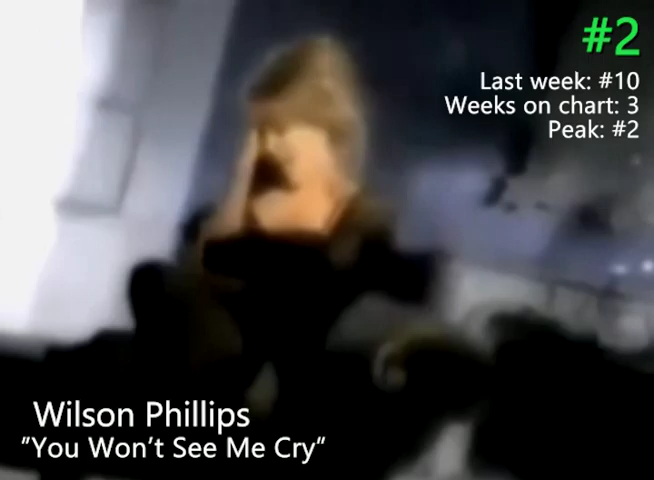 #2
Last week: #10
Weeks on chart: 3
Peak: #2
Wilson Phillips
"You Won't See Me Cry"